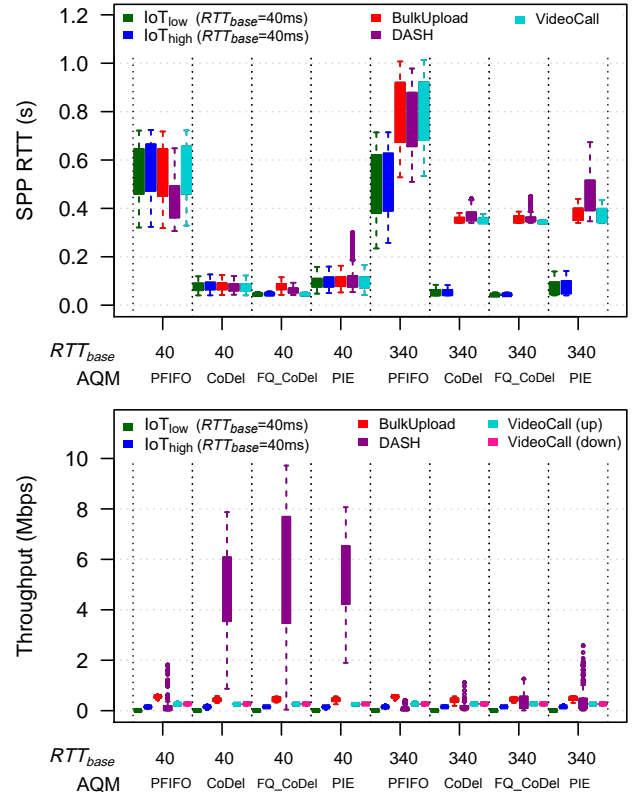 IoTlow (RTTbase=40ms) BulkUpload VideoCall
IoThigh (RTTbase=40ms) DASH
SPP RTT (s)
1.2
1.0
0.8
0.6
0.4
0.2
0.0
RTTbase 40 40 40 40 340 340 340 340
AQM PFIFO CoDel FQ_CoDel PIE PFIFO CoDel FQ_CoDel PIE
IoTlow (RTTbase=40ms) BulkUpload VideoCall (up)
IoThigh (RTTbase=40ms) DASH VideoCall (down)
Throughput (Mbps)
10
8
6
4
2
0
RTTbase 40 40 40 40 340 340 340 340
AQM PFIFO CoDel FQ_CoDel PIE PFIFO CoDel FQ_CoDel PIE